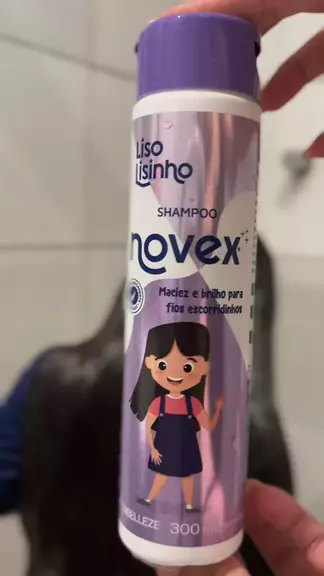 Liso
Lisinho
SHAMPOO
novex
Maciez e brilho para
fios escorridinhos
300